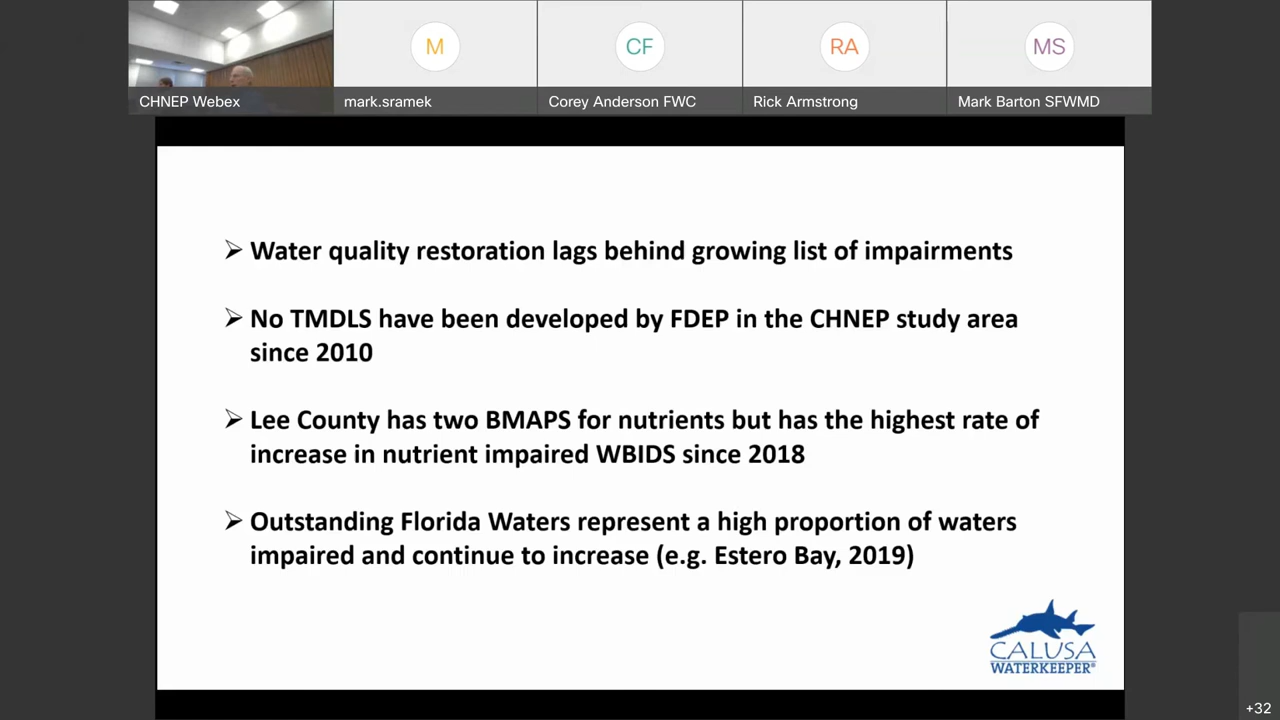 M
CF
RA
MS
CHNEP Webex
mark.sramek
Corey Anderson FWC
Rick Armstrong
Mark Barton SFWMD
➢ Water quality restoration lags behind growing list of impairments
➢ No TMDLS have been developed by FDEP in the CHNEP study area
since 2010
➢ Lee County has two BMAPS for nutrients but has the highest rate of
increase in nutrient impaired WBIDS since 2018
➢ Outstanding Florida Waters represent a high proportion of waters
impaired and continue to increase (e.g. Estero Bay, 2019)
CALUSA
WATERKEEPER®
+32